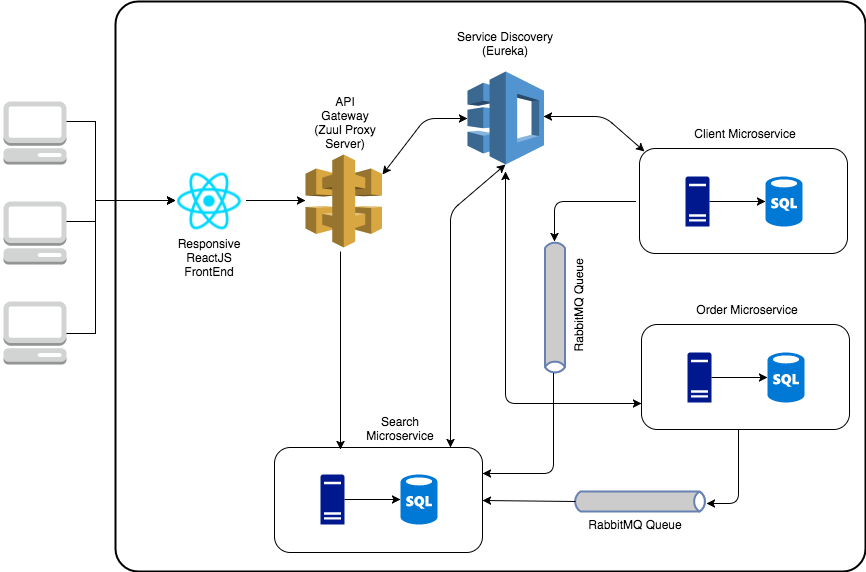 Service Discovery
(Eureka)
API
Gateway
(Zuul Proxy
Server)
Client Microservice
SQL
Responsive
ReactJS
FrontEnd
RabbitMQ Queue
Order Microservice
SQL
Search
Microservice
SQL
RabbitMQ Queue